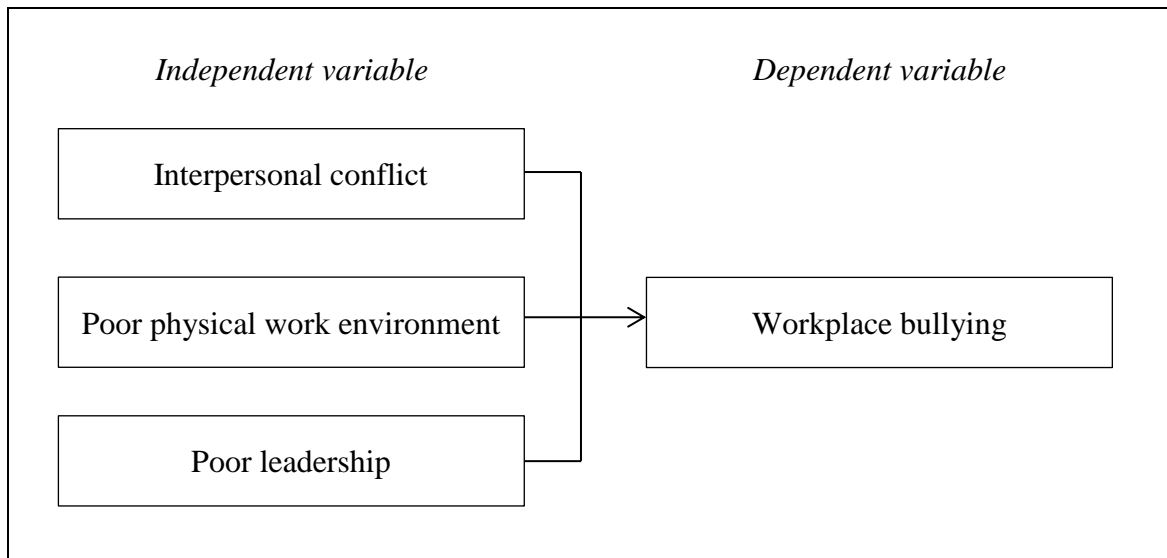 Independent variable
Dependent variable
Interpersonal conflict
Poor physical work environment
Workplace bullying
Poor leadership